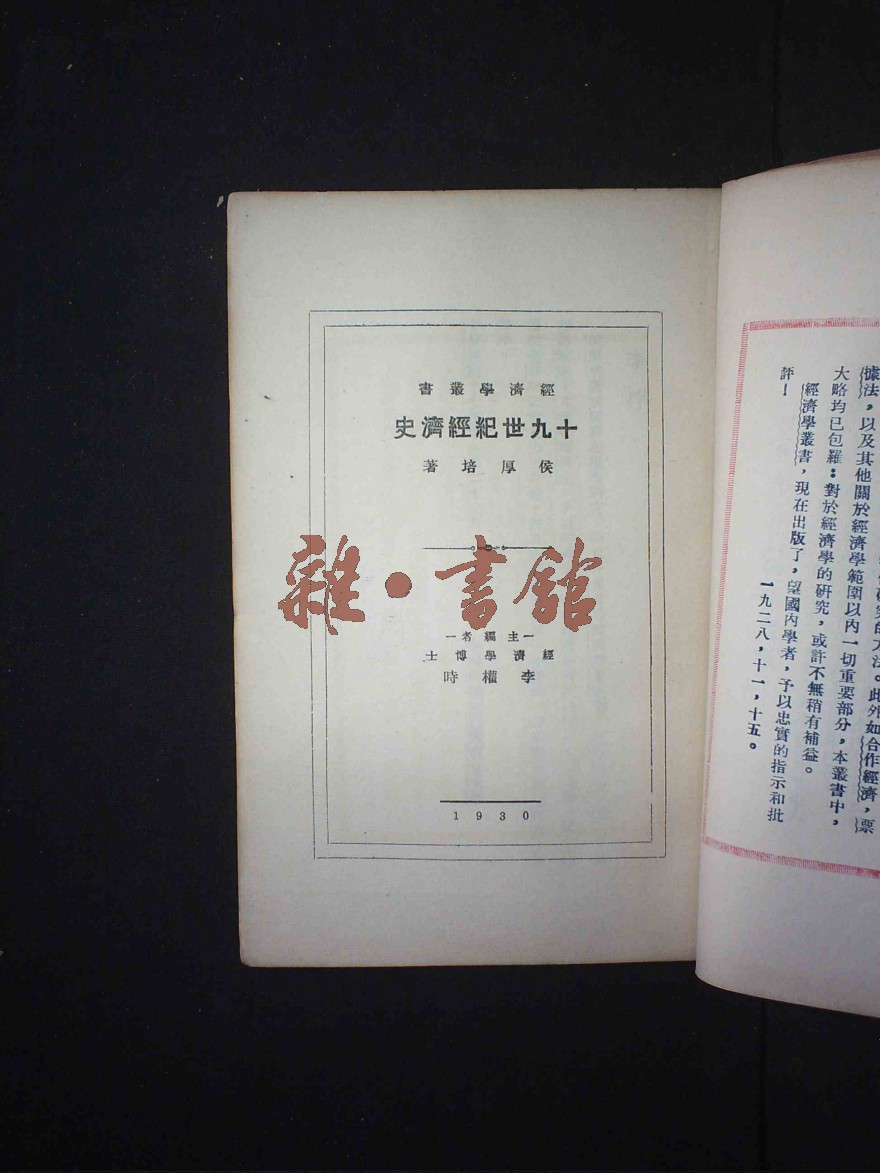 經濟學叢書
十九世紀經濟史
侯厚培著
雜·書館
一主編者一
經濟學博士
李權時
1930
據法，以及其他關於經濟學範圍以內一切重要部分，本叢書中，
大略均已包羅：對於經濟學的研究，或許不無稍有補益。
經濟學叢書，現在出版了，望國內學者，予以忠實的指示和批
評！
一九二八，十一，十五。